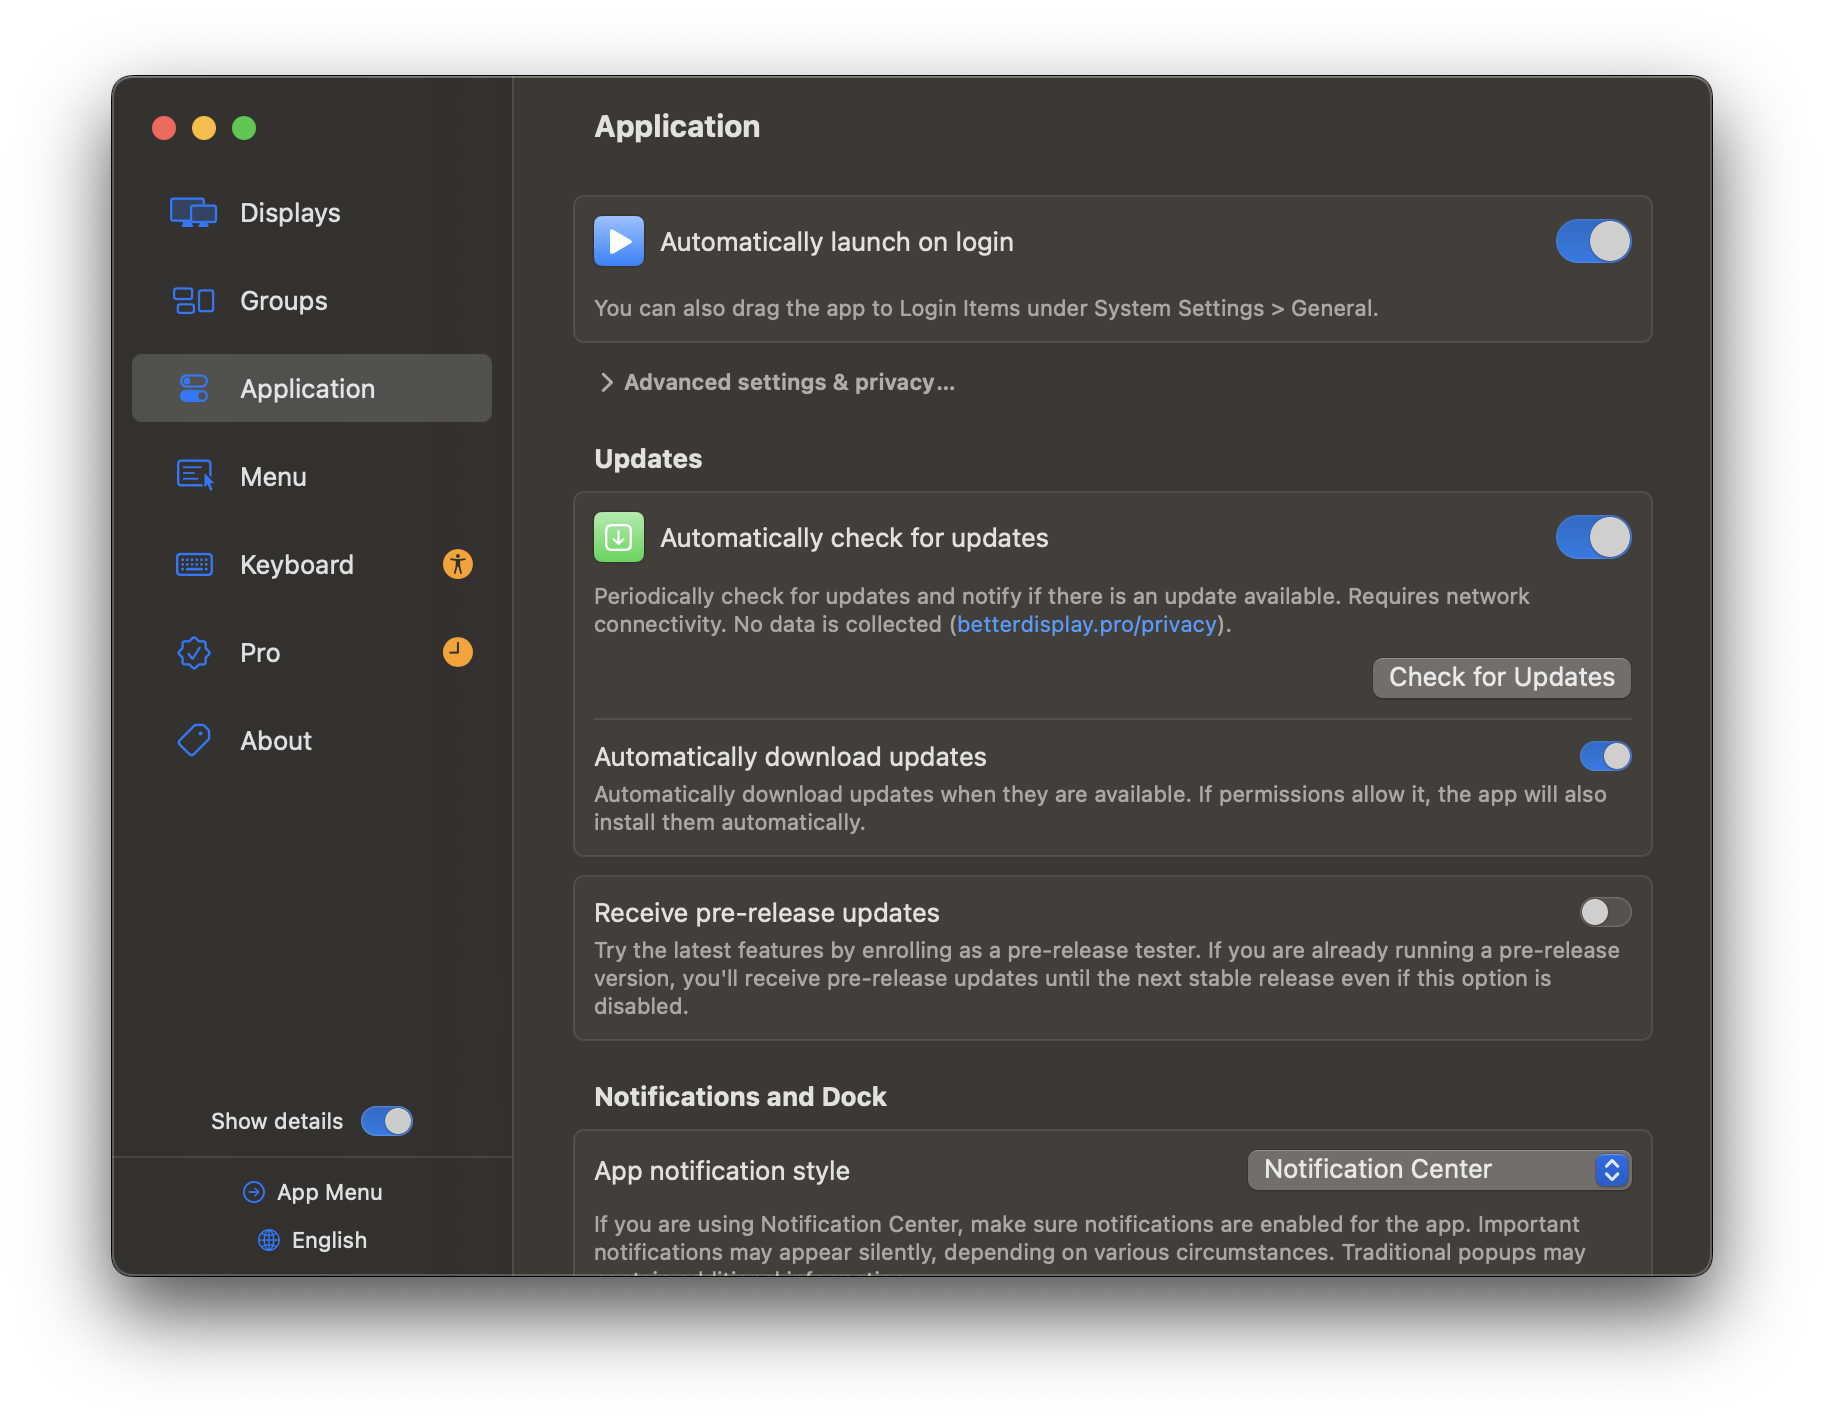 Displays
Groups
Application
Menu
Keyboard
Pro
About
Show details
App Menu
English
Application
Automatically launch on login
You can also drag the app to Login Items under System Settings > General.
Advanced settings & privacy...
Updates
Automatically check for updates
Periodically check for updates and notify if there is an update available. Requires network
connectivity. No data is collected (betterdisplay.pro/privacy).
Check for Updates
Automatically download updates
Automatically download updates when they are available. If permissions allow it, the app will also
install them automatically.
Receive pre-release updates
Try the latest features by enrolling as a pre-release tester. If you are already running a pre-release
version, you'll receive pre-release updates until the next stable release even if this option is
disabled.
Notifications and Dock
App notification style
Notification Center
If you are using Notification Center, make sure notifications are enabled for the app. Important
notifications may appear silently, depending on various circumstances. Traditional popups may